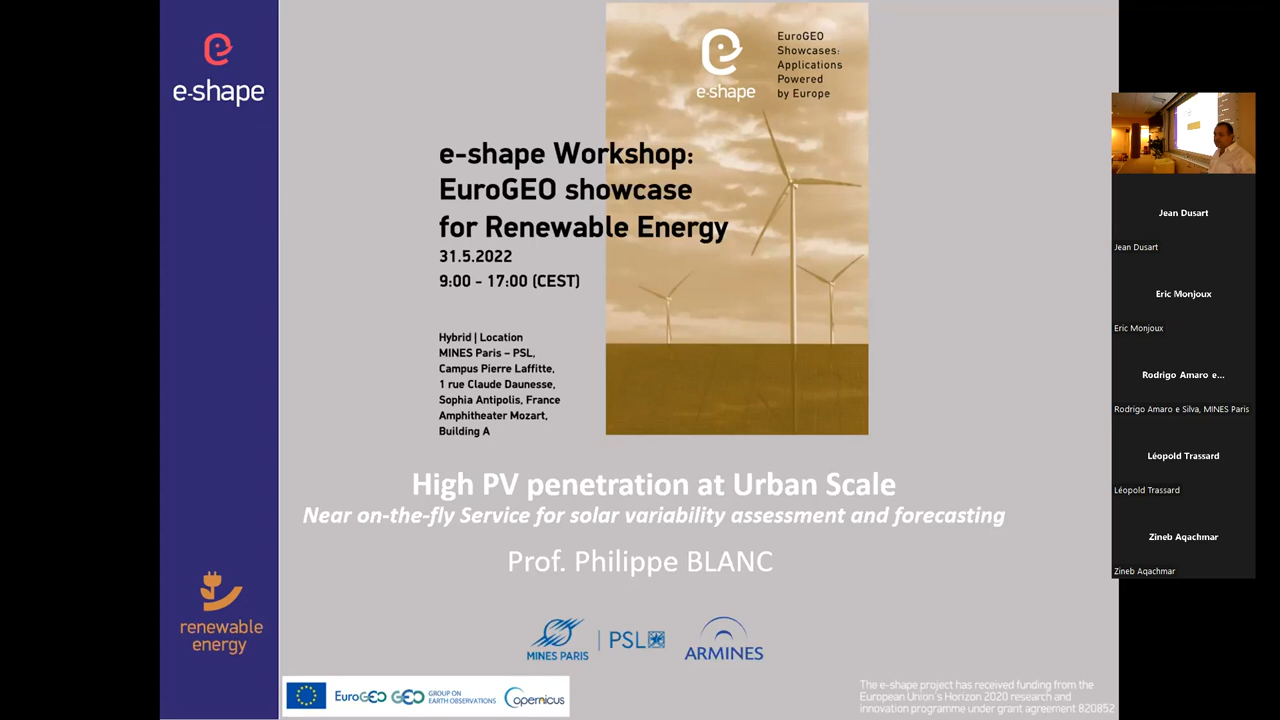 e-shape
e-shape
EuroGEO
Showcases:
Applications
Powered
by Europe
e-shape Workshop:
EuroGEO showcase
for Renewable Energy
31.5.2022
9:00 - 17:00 (CEST)
Hybrid | Location
MINES Paris – PSL,
Campus Pierre Laffitte,
1 rue Claude Daunesse,
Sophia Antipolis, France
Amphitheater Mozart,
Building A
High PV penetration at Urban Scale
Near on-the-fly Service for solar variability assessment and forecasting
Prof. Philippe BLANC
renewable
energy
MINES PARIS
PSL
ARMINES
EuroGEO
GEO
GROUP ON
EARTH OBSERVATIONS
opernicus
The e-shape project has received funding from the
European Union's Horizon 2020 research and
innovation programme under grant agreement 820852
Jean Dusart
Jean Dusart
Eric Monjoux
Eric Monjoux
Rodrigo Amaro e...
Rodrigo Amaro e Silva, MINES Paris
Léopold Trassard
Léopold Trassard
Zineb Aqachmar
Zineb Aqachmar